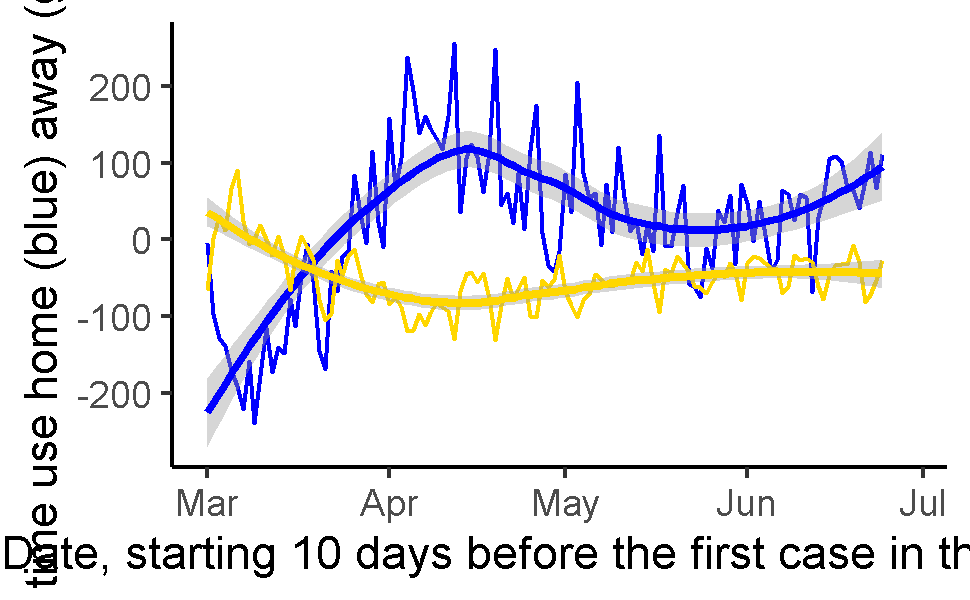 time use home (blue) away (
200
100
0
-100
-200
Mar Apr May Jun Jul
Date, starting 10 days before the first case in th